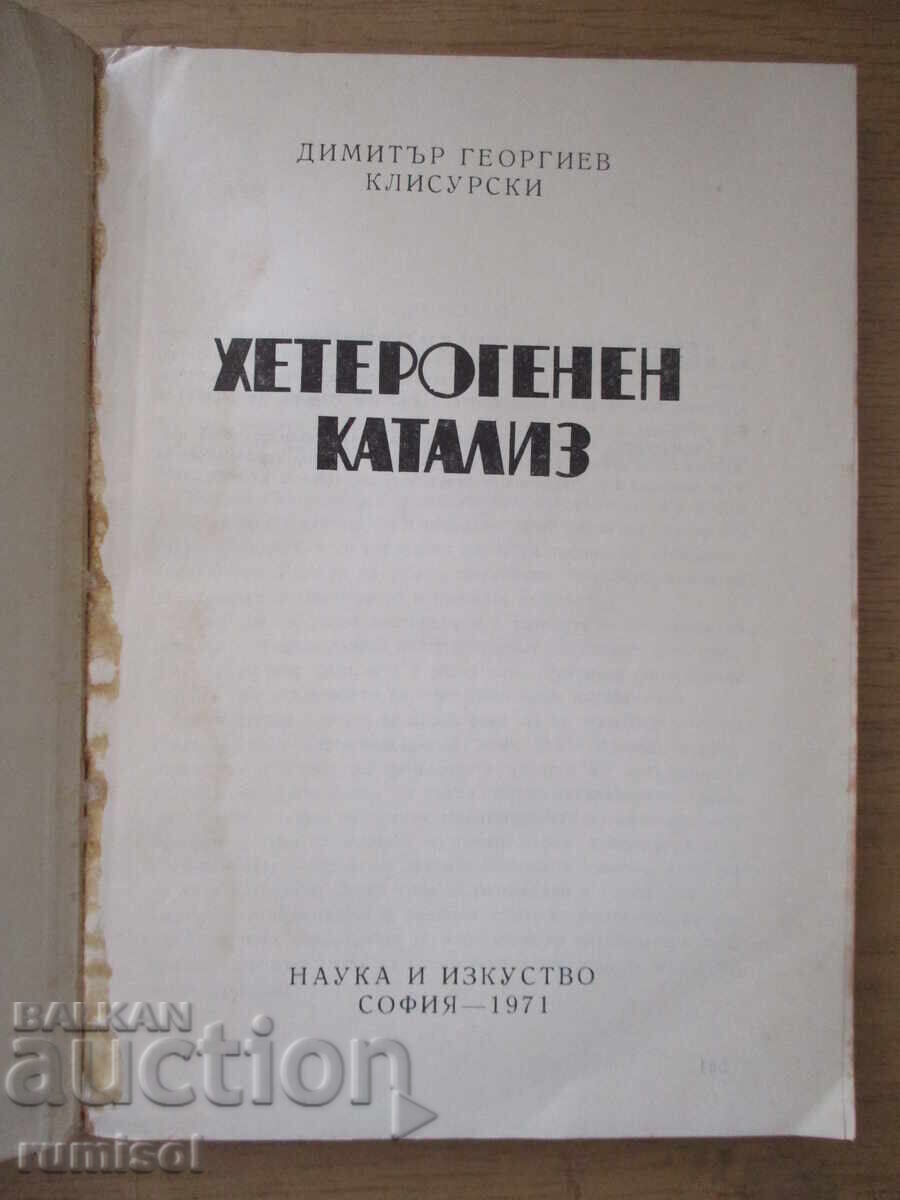 ДИМИТЪР ГЕОРГИЕВ
КЛИСУРСКИ
ХЕТЕРОГЕНЕН
КАТАЛИЗ
НАУКА И ИЗКУСТВО
СОФИЯ—1971
BALKAN
auction
rumisol